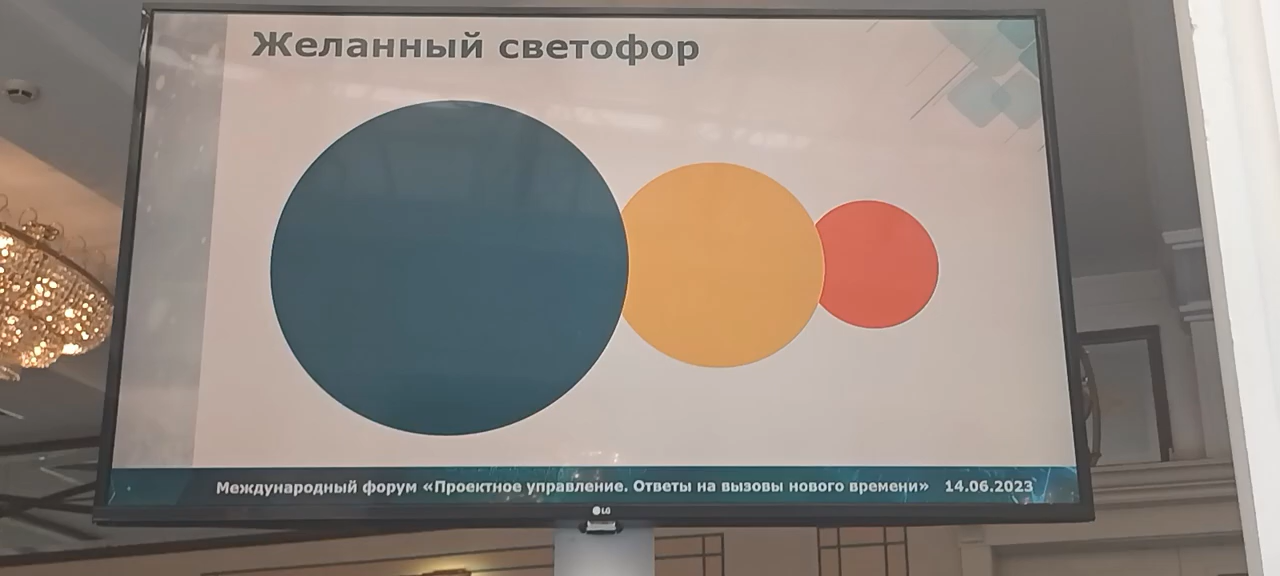 Желанный светофор
Международный форум «Проектное управление. Ответы на вызовы нового времени» 14.06.2023
LG